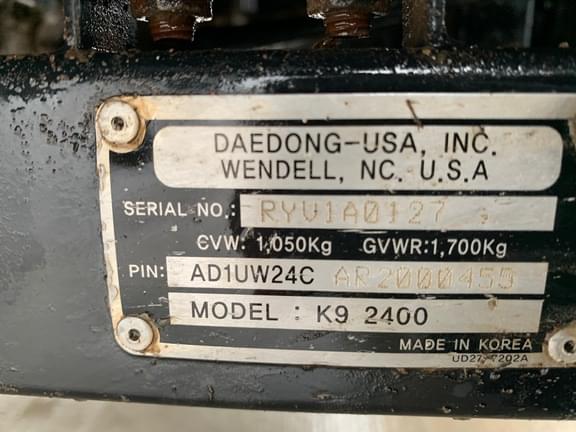 DAEDONG-USA, INC.
WENDELL, NC. U.S.A
SERIAL NO.: RYV1A0127
CVW: 1,050Kg GVWR:1,700Kg
PIN: AD1UW24C AR2000455
MODEL : K9 2400
MADE IN KOREA